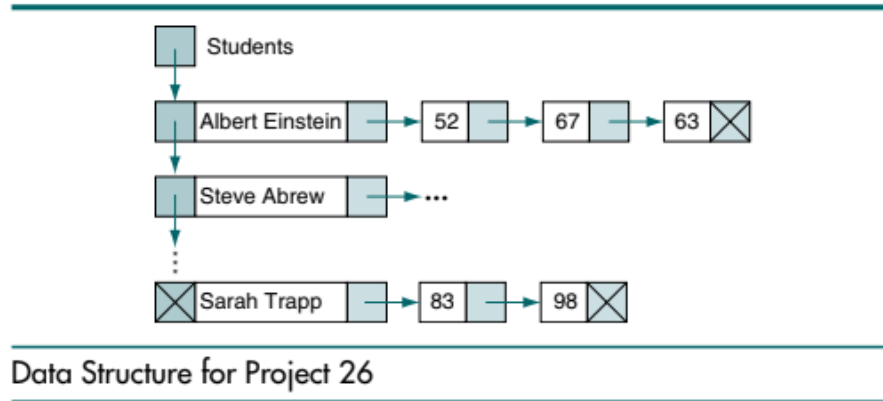 Students
Albert Einstein 52 67 63
Steve Abrew ...
Sarah Trapp 83 98
Data Structure for Project 26